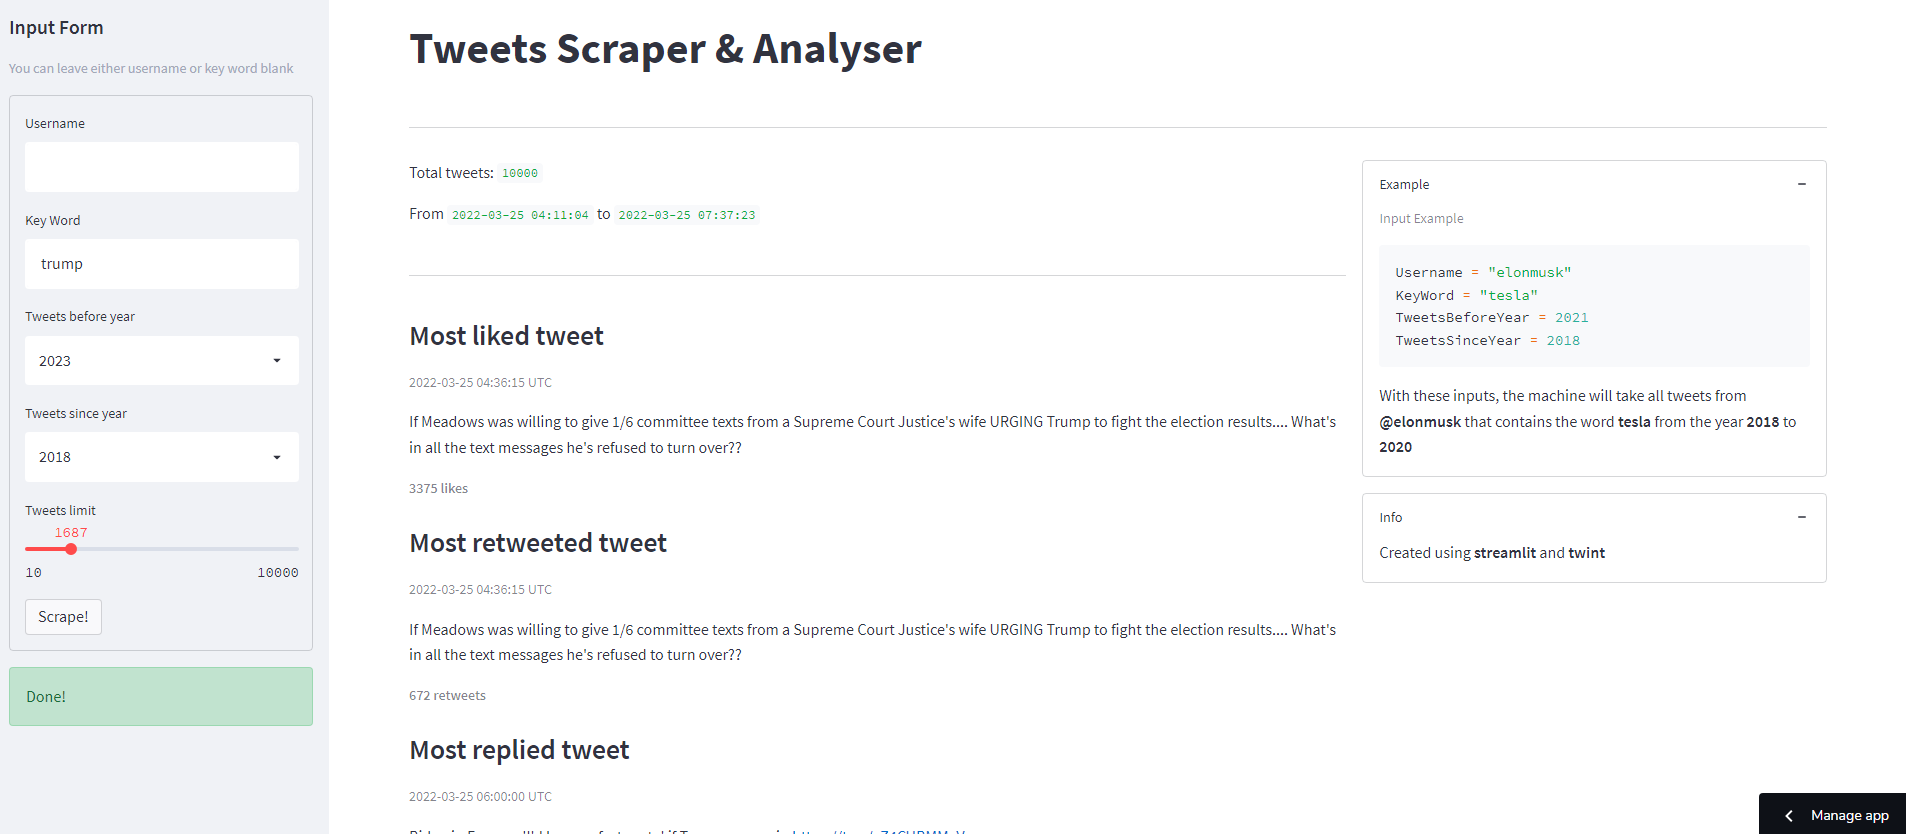 Input Form
You can leave either username or key word blank
Username
Key Word
trump
Tweets before year
2023
Tweets since year
2018
Tweets limit
1687
10 10000
Scrape!
Done!
Tweets Scraper & Analyser
Total tweets: 10000
From 2022-03-25 04:11:04 to 2022-03-25 07:37:23
Most liked tweet
2022-03-25 04:36:15 UTC
If Meadows was willing to give 1/6 committee texts from a Supreme Court Justice's wife URGING Trump to fight the election results.... What's
in all the text messages he's refused to turn over??
3375 likes
Most retweeted tweet
2022-03-25 04:36:15 UTC
If Meadows was willing to give 1/6 committee texts from a Supreme Court Justice's wife URGING Trump to fight the election results.... What's
in all the text messages he's refused to turn over??
672 retweets
Most replied tweet
2022-03-25 06:00:00 UTC
Example
Input Example
Username = "elonmusk"
KeyWord = "tesla"
TweetsBeforeYear = 2021
TweetsSinceYear = 2018
With these inputs, the machine will take all tweets from
@elonmusk that contains the word tesla from the year 2018 to
2020
Info
Created using streamlit and twint
Manage app